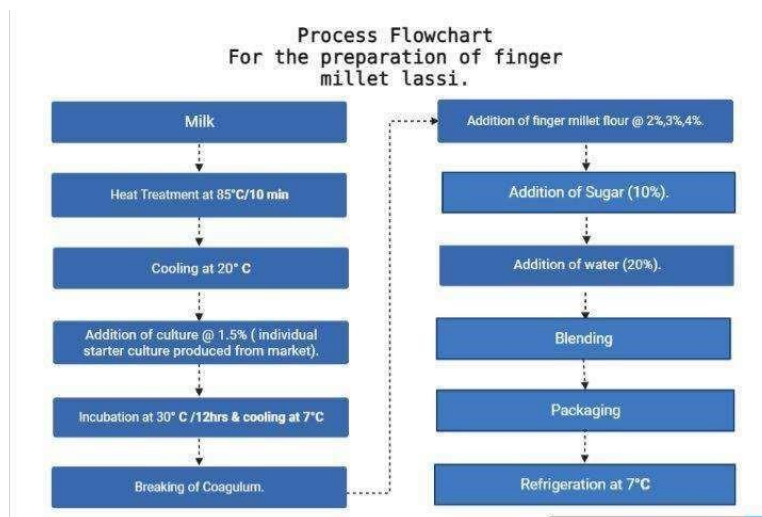 Process Flowchart
For the preparation of finger
millet lassi.
Milk
Heat Treatment at 85°C/10 min
Cooling at 20° C
Addition of culture @ 1.5% ( individual
starter culture produced from market).
Incubation at 30° C /12hrs & cooling at 7°C
Breaking of Coagulum.
Addition of finger millet flour @ 2%,3%,4%.
Addition of Sugar (10%).
Addition of water (20%).
Blending
Packaging
Refrigeration at 7°C